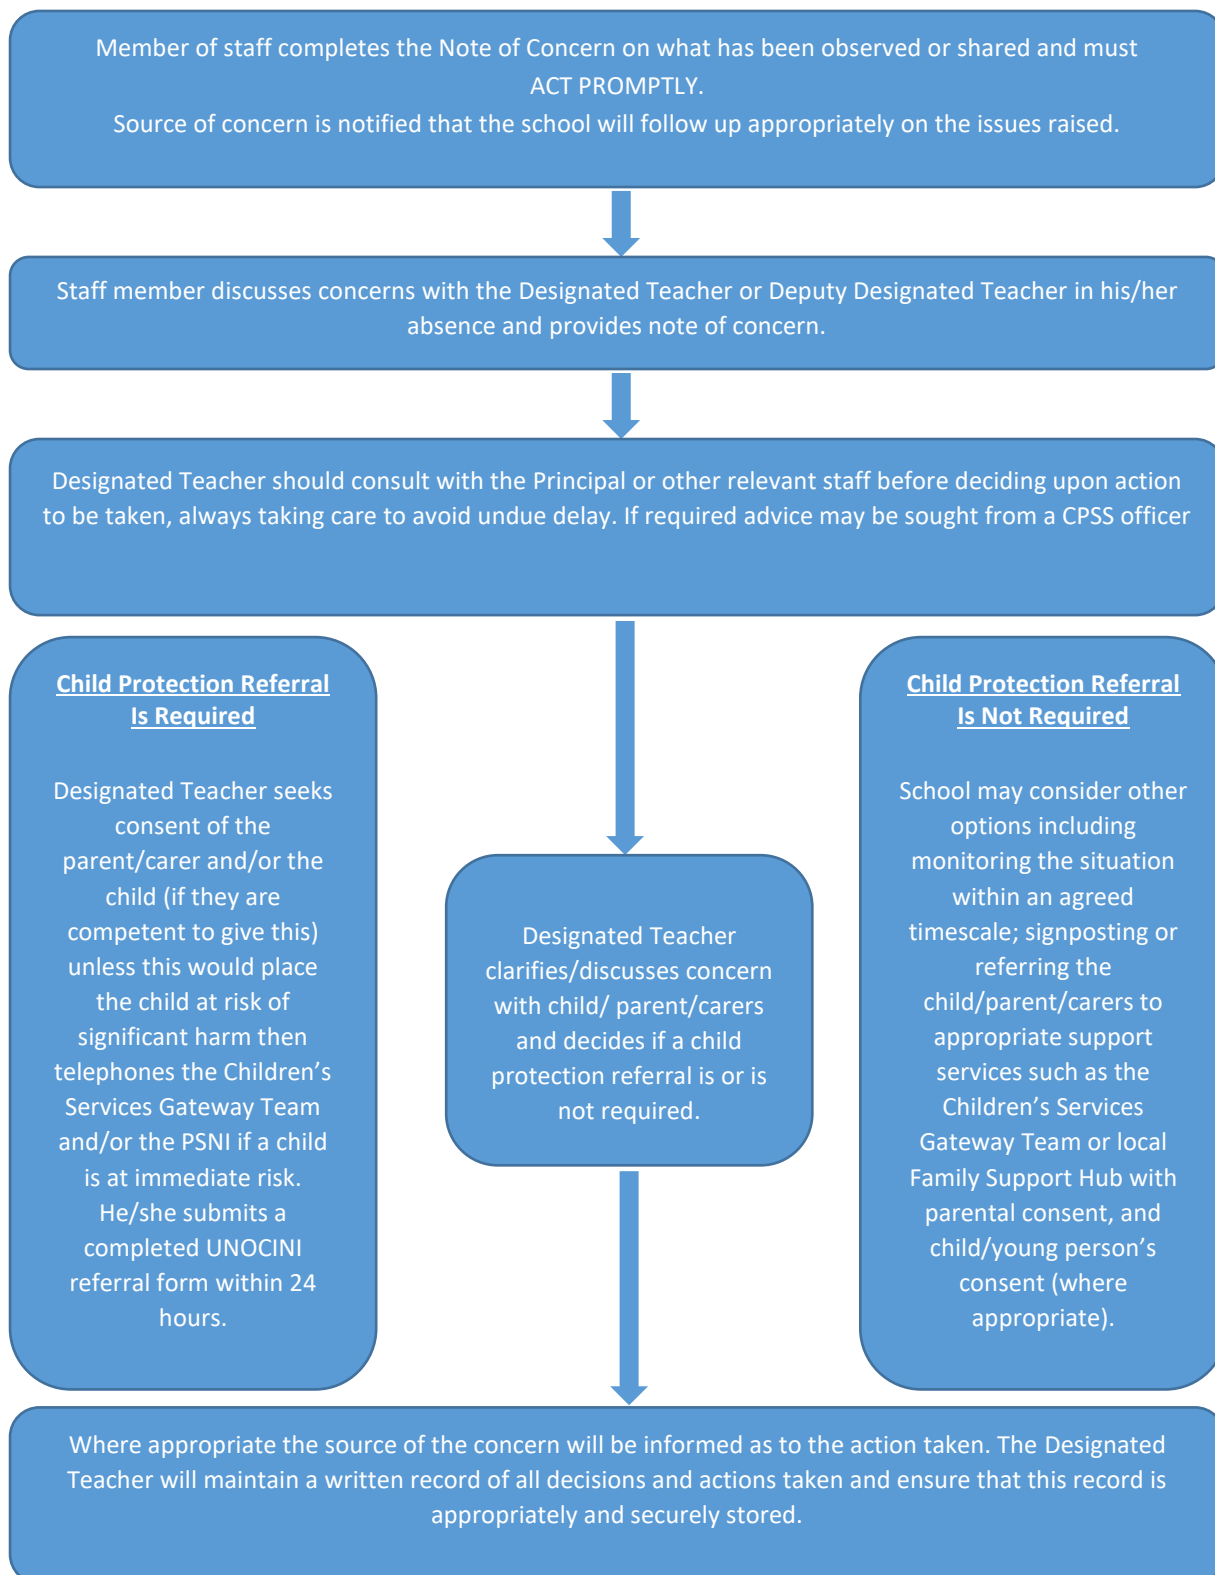 Member of staff completes the Note of Concern on what has been observed or shared and must
ACT PROMPTLY.
Source of concern is notified that the school will follow up appropriately on the issues raised.
Staff member discusses concerns with the Designated Teacher or Deputy Designated Teacher in his/her
absence and provides note of concern.
Designated Teacher should consult with the Principal or other relevant staff before deciding upon action
to be taken, always taking care to avoid undue delay. If required advice may be sought from a CPSS officer
Child Protection Referral
Is Required
Designated Teacher seeks
consent of the
parent/carer and/or the
child (if they are
competent to give this)
unless this would place
the child at risk of
significant harm then
telephones the Children’s
Services Gateway Team
and/or the PSNI if a child
is at immediate risk.
He/she submits a
completed UNOCINI
referral form within 24
hours.
Designated Teacher
clarifies/discusses concern
with child/ parent/carers
and decides if a child
protection referral is or is
not required.
Child Protection Referral
Is Not Required
School may consider other
options including
monitoring the situation
within an agreed
timescale; signposting or
referring the
child/parent/carers to
appropriate support
services such as the
Children’s Services
Gateway Team or local
Family Support Hub with
parental consent, and
child/young person’s
consent (where
appropriate).
Where appropriate the source of the concern will be informed as to the action taken. The Designated
Teacher will maintain a written record of all decisions and actions taken and ensure that this record is
appropriately and securely stored.